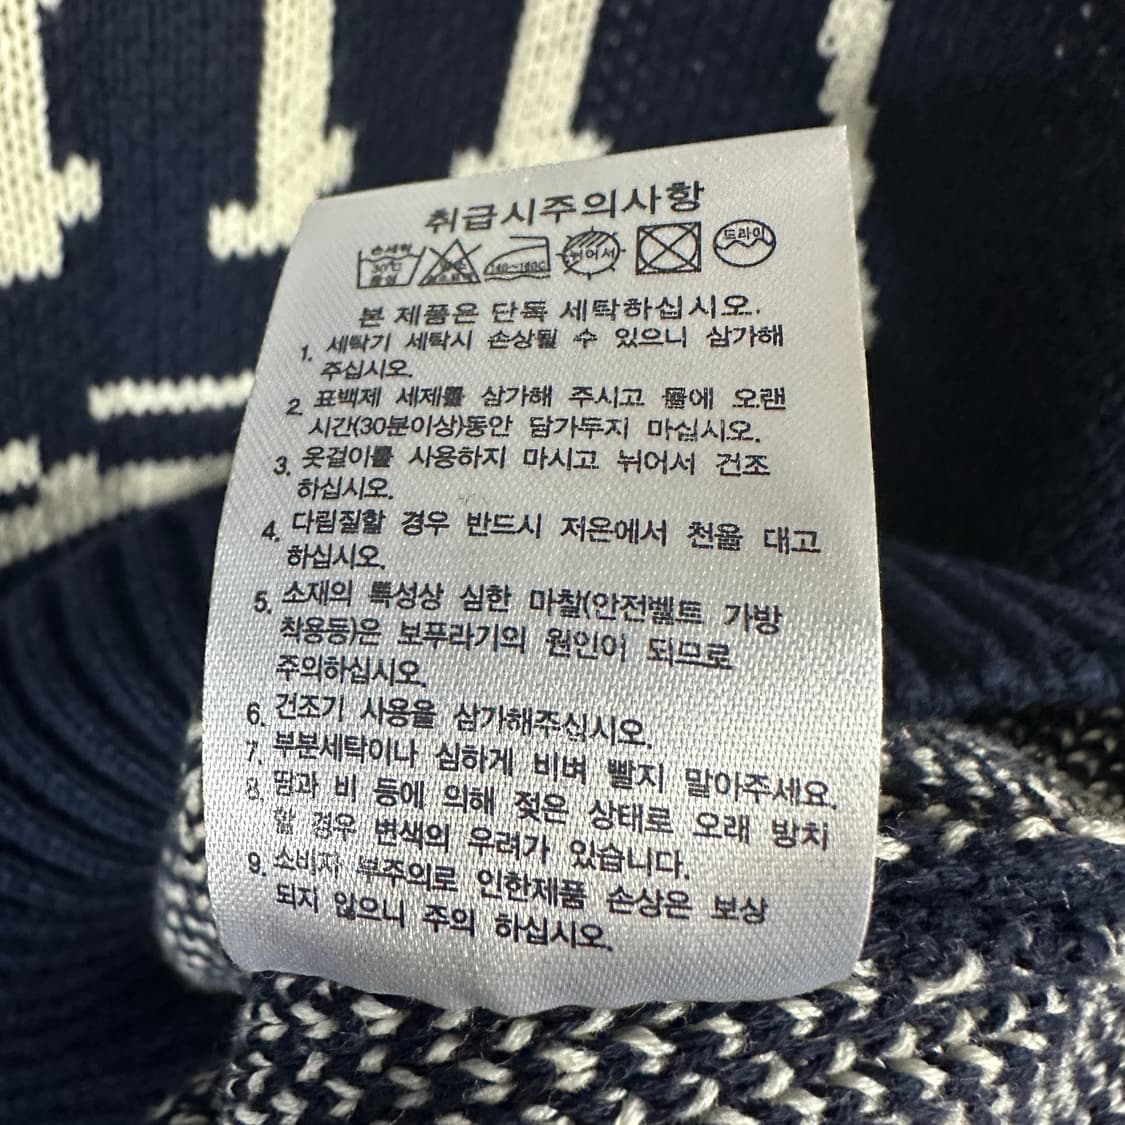 취급시주의사항
손세탁 30℃ 중성 140~160℃ 뉘어서 드라이
본 제품은 단독 세탁하십시오.
1. 세탁기 세탁시 손상될 수 있으니 삼가해
주십시오.
2. 표백제 세제를 삼가해 주시고 물에 오랜
시간(30분이상)동안 담가두지 마십시오.
3. 옷걸이를 사용하지 마시고 뉘어서 건조
하십시오.
4. 다림질할 경우 반드시 저온에서 천을 대고
하십시오.
5. 소재의 특성상 심한 마찰(안전벨트 가방
착용등)은 보푸라기의 원인이 되므로
주의하십시오.
6. 건조기 사용을 삼가해주십시오.
7. 부분세탁이나 심하게 비벼 빨지 말아주세요.
8. 땀과 비 등에 의해 젖은 상태로 오래 방치
할 경우 변색의 우려가 있습니다.
9. 소비자 부주의로 인한제품 손상은 보상
되지 않으니 주의 하십시오.